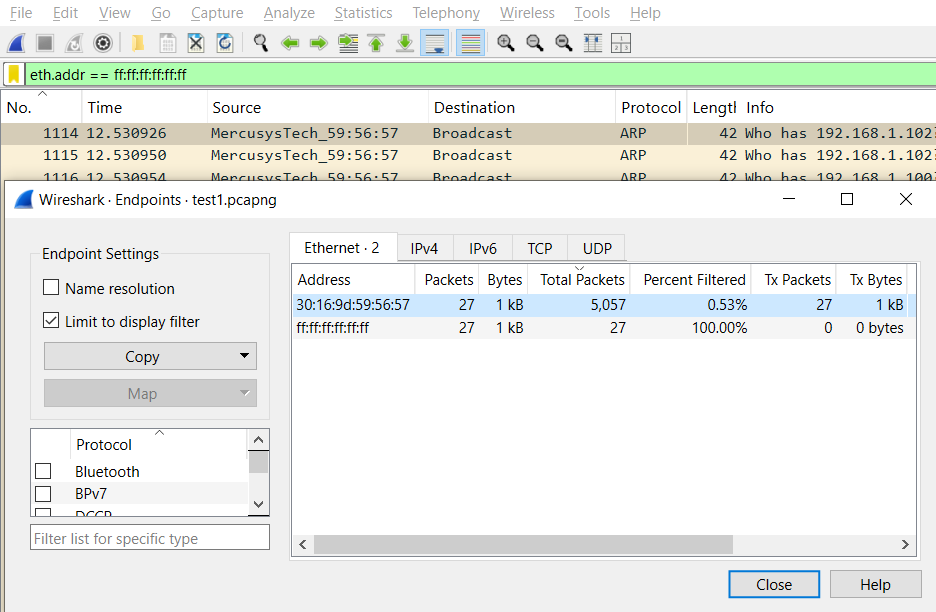 File Edit View Go Capture Analyze Statistics Telephony Wireless Tools Help
eth.addr == ff:ff:ff:ff:ff:ff
No. Time Source Destination Protocol Lengtl Info
1114 12.530926 MercusysTech_59:56:57 Broadcast ARP 42 Who has 192.168.1.102?
1115 12.530950 MercusysTech_59:56:57 Broadcast ARP 42 Who has 192.168.1.102?
1116 12.530954 MercusysTech_59:56:57 Broadcast ARP 42 Who has 192.168.1.100?
Wireshark · Endpoints · test1.pcapng
Endpoint Settings
Name resolution
Limit to display filter
Copy
Map
Protocol
Bluetooth
BPv7
DCCP
Filter list for specific type
Ethernet · 2 IPv4 IPv6 TCP UDP
Address Packets Bytes Total Packets Percent Filtered Tx Packets Tx Bytes
30:16:9d:59:56:57 27 1 kB 5,057 0.53% 27 1 kB
ff:ff:ff:ff:ff:ff 27 1 kB 27 100.00% 0 0 bytes
Close Help